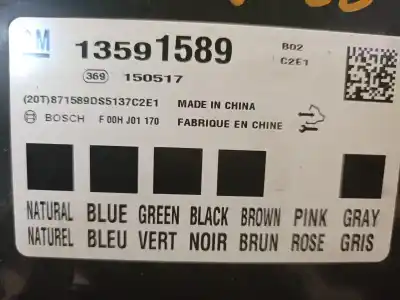 GM 13591589 B02
C2E1
369 150517
(20T)871589DS5137C2E1 MADE IN CHINA
BOSCH F 00H J01 170 FABRIQUE EN CHINE
NATURAL BLUE GREEN BLACK BROWN PINK GRAY
NATUREL BLEU VERT NOIR BRUN ROSE GRIS